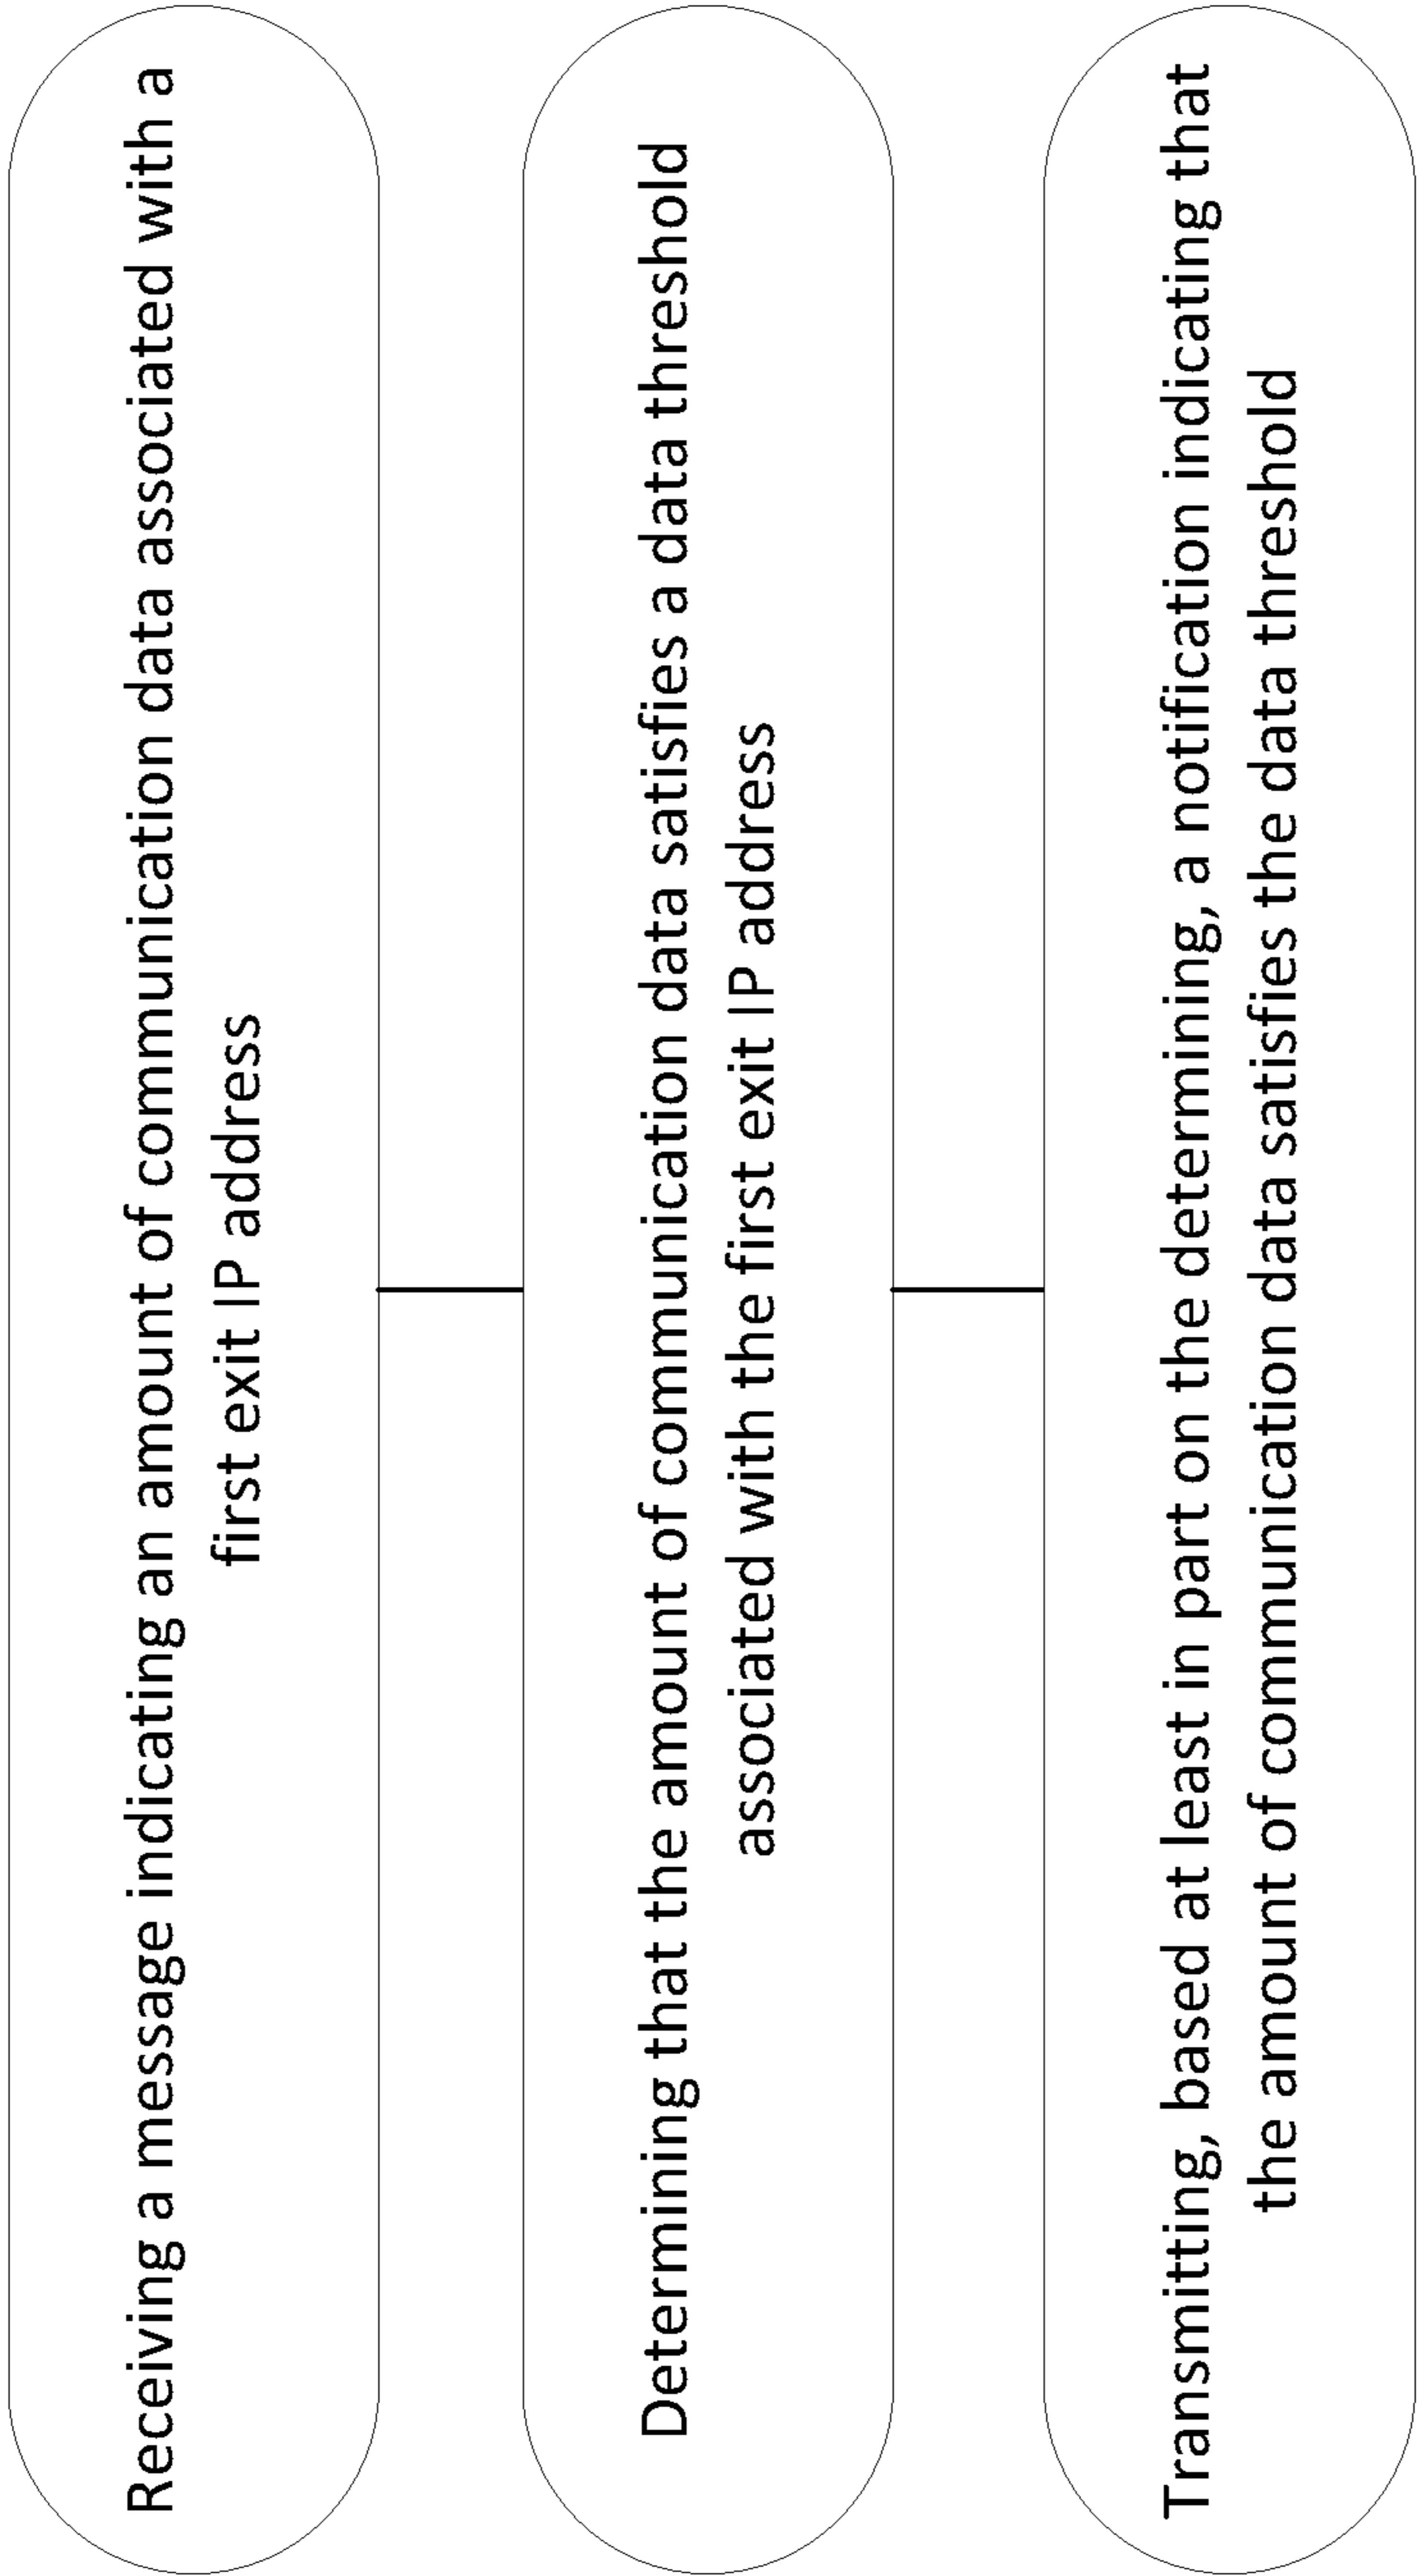 Receiving a message indicating an amount of communication data associated with a
first exit IP address
Determining that the amount of communication data satisfies a data threshold
associated with the first exit IP address
Transmitting, based at least in part on the determining, a notification indicating that
the amount of communication data satisfies the data threshold